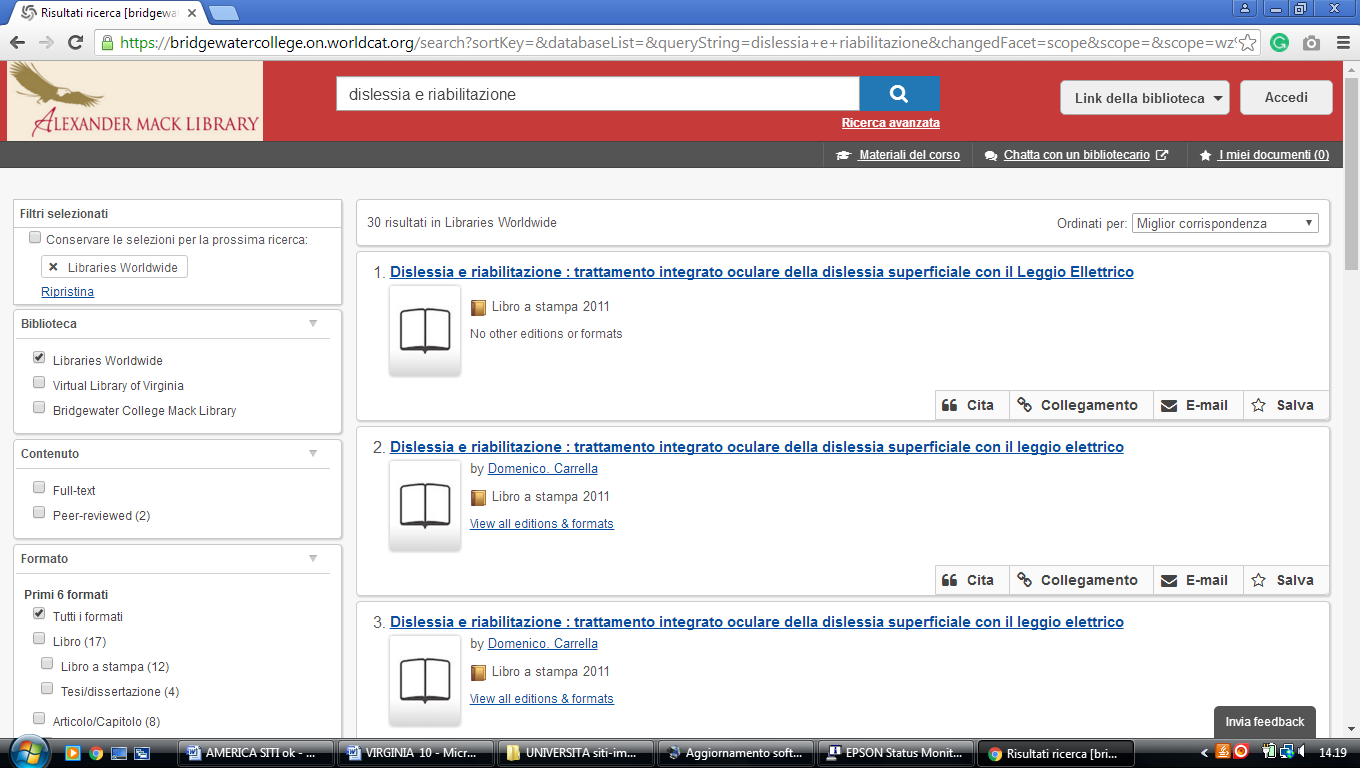 Risultati ricerca [bridgewat
https://bridgewatercollege.on.worldcat.org/search?sortKey=&databaseList=&queryString=dislessia+e+riabilitazione&changedFacet=scope&scope=&scope=wz
ALEXANDER MACK LIBRARY
dislessia e riabilitazione
Ricerca avanzata
Link della biblioteca
Accedi
Materiali del corso
Chatta con un bibliotecario
I miei documenti (0)
Filtri selezionati
Conservare le selezioni per la prossima ricerca:
Libraries Worldwide
Ripristina
Biblioteca
Libraries Worldwide
Virtual Library of Virginia
Bridgewater College Mack Library
Contenuto
Full-text
Peer-reviewed (2)
Formato
Primi 6 formati
Tutti i formati
Libro (17)
Libro a stampa (12)
Tesi/dissertazione (4)
Articolo/Capitolo (8)
30 risultati in Libraries Worldwide
Ordinati per: Miglior corrispondenza
1. Dislessia e riabilitazione : trattamento integrato oculare della dislessia superficiale con il Leggio Ellettrico
Libro a stampa 2011
No other editions or formats
Cita Collegamento E-mail Salva
2. Dislessia e riabilitazione : trattamento integrato oculare della dislessia superficiale con il leggio elettrico
by Domenico. Carrella
Libro a stampa 2011
View all editions & formats
Cita Collegamento E-mail Salva
3. Dislessia e riabilitazione : trattamento integrato oculare della dislessia superficiale con il leggio elettrico
by Domenico. Carrella
Libro a stampa 2011
View all editions & formats
Invia feedback
AMERICA SITI ok - ...
VIRGINIA 10 - Micr...
UNIVERSITA siti-im...
Aggiornamento soft...
EPSON Status Monit...
Risultati ricerca [bri...
14.19